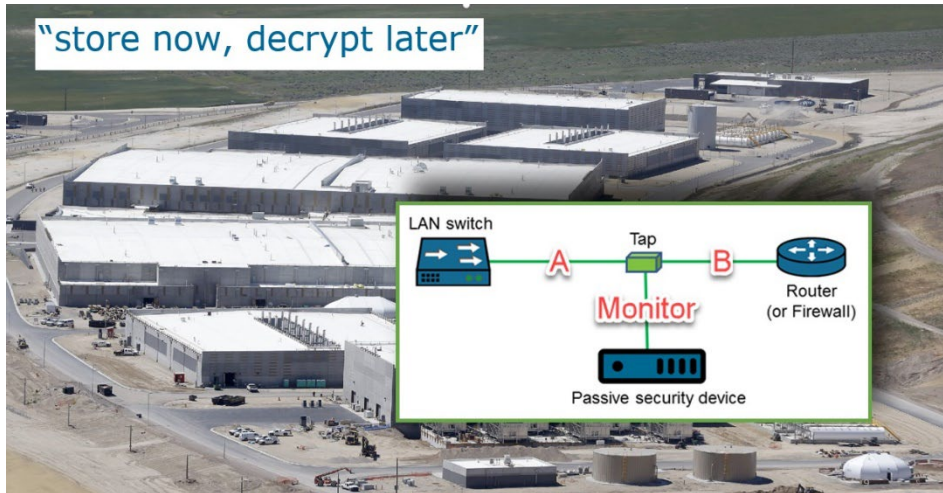 “store now, decrypt later”
LAN switch
Tap
A
B
Router
(or Firewall)
Monitor
Passive security device